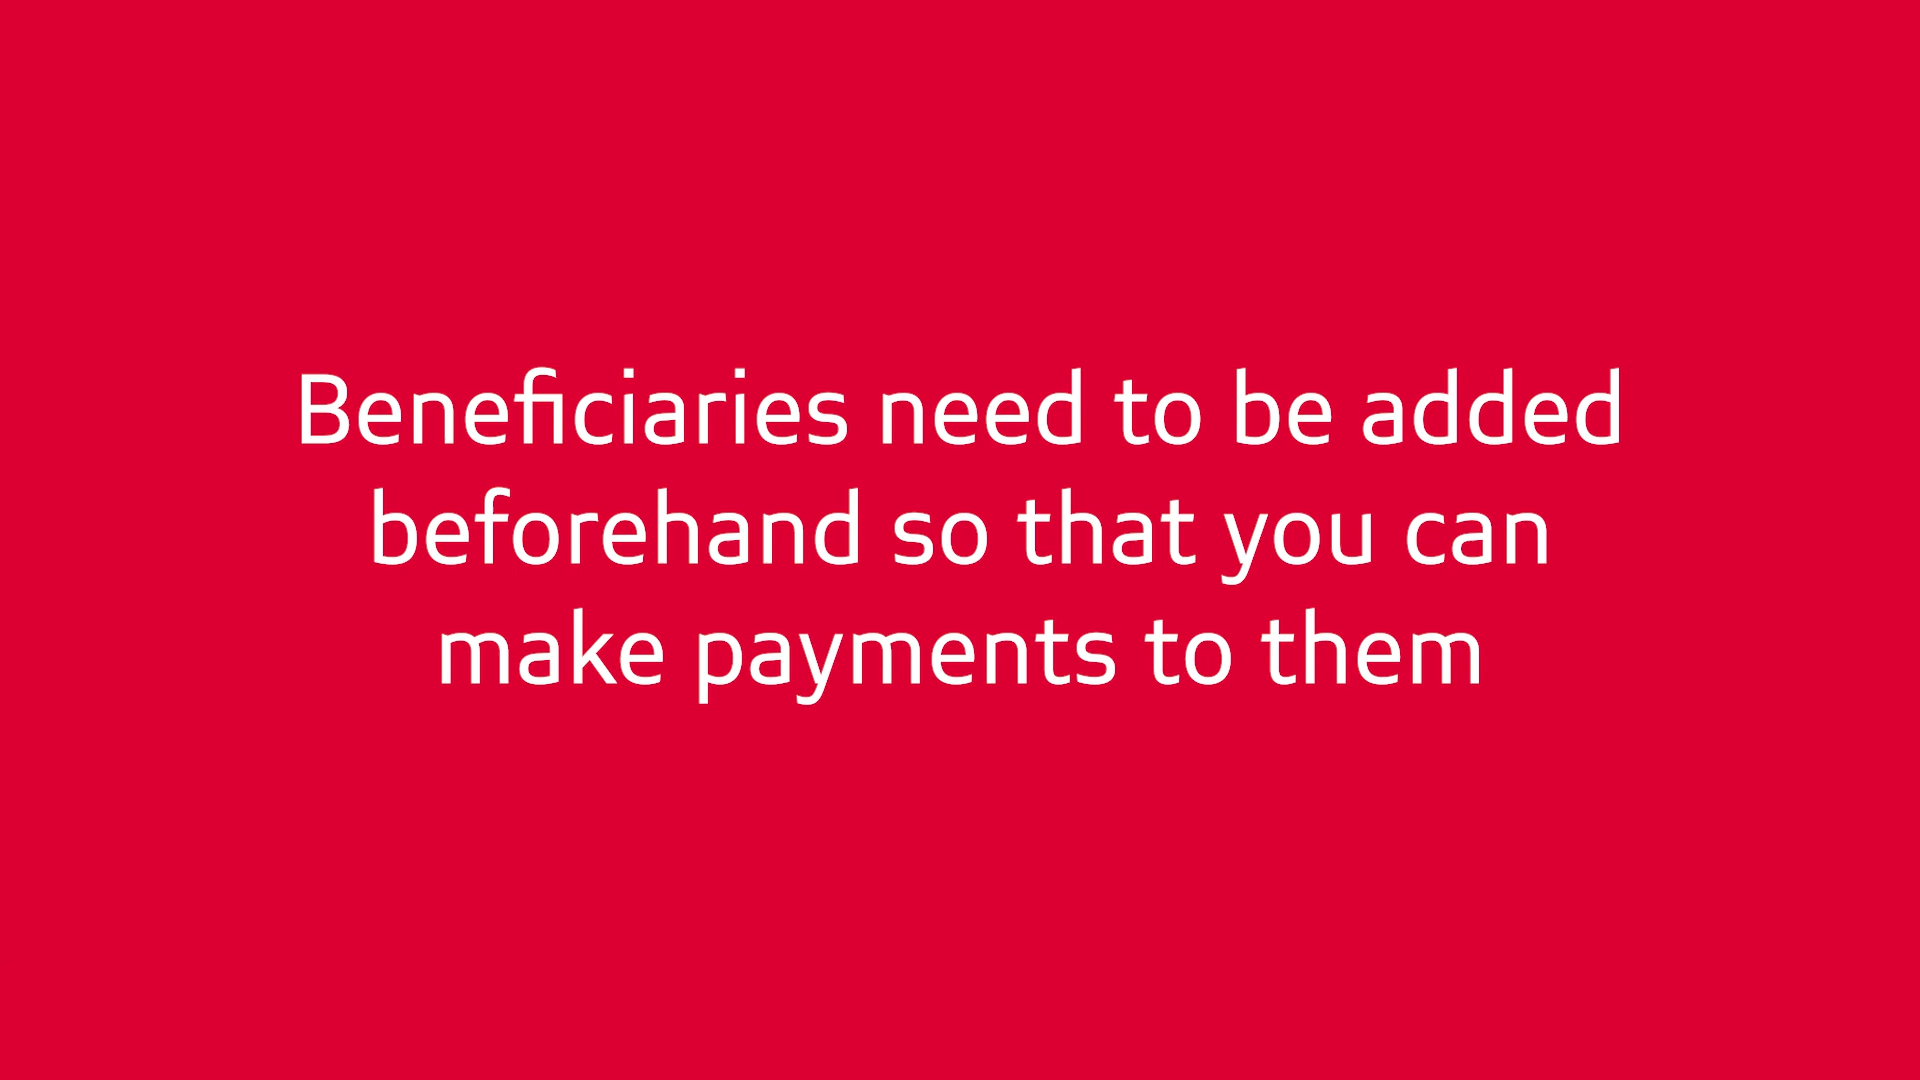 Beneficiaries need to be added
beforehand so that you can
make payments to them